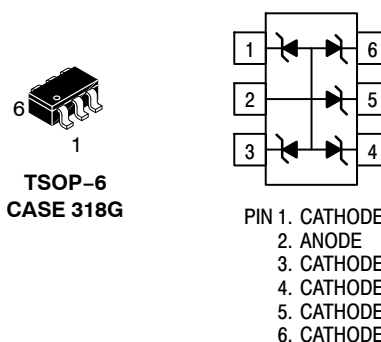 6
1
TSOP–6
CASE 318G
1
6
2
5
3
4
PIN 1. CATHODE
2. ANODE
3. CATHODE
4. CATHODE
5. CATHODE
6. CATHODE